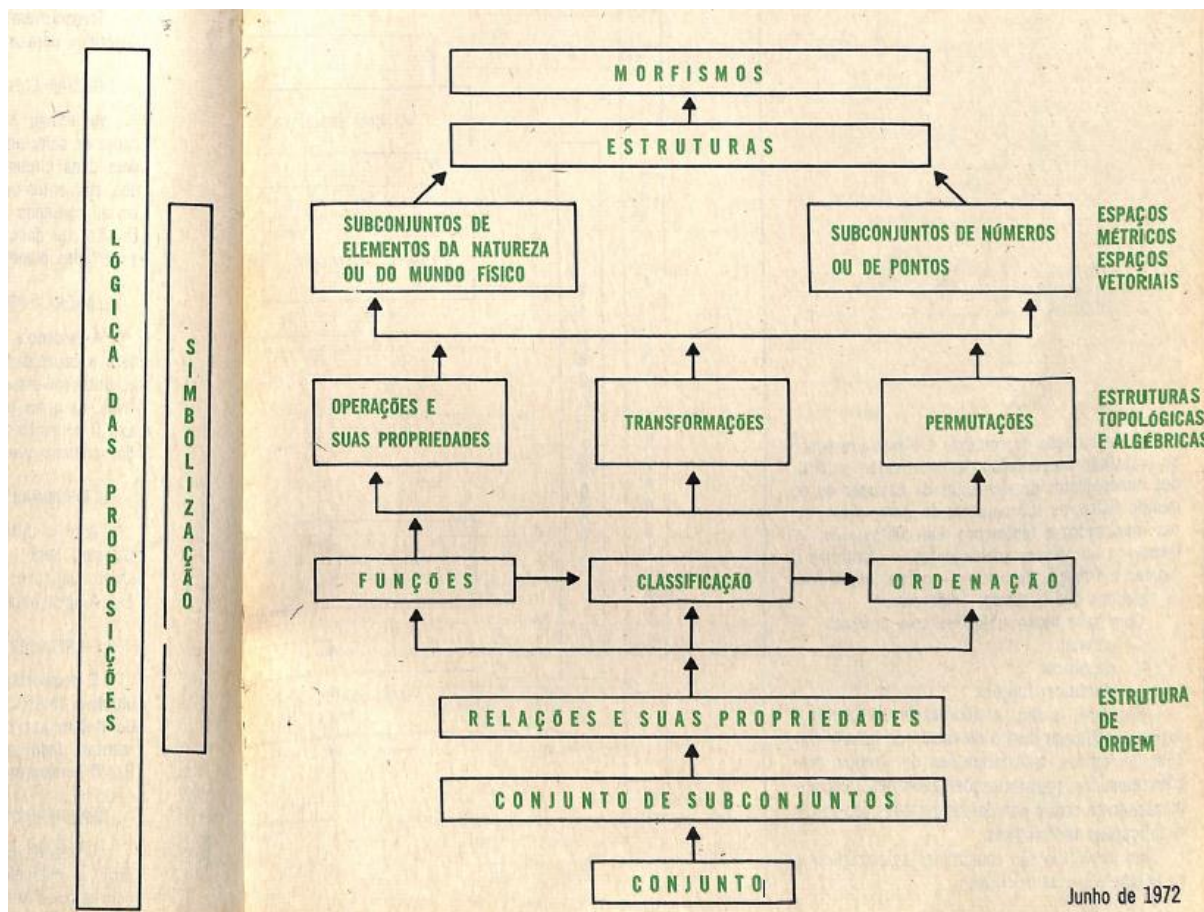 LÓGICA DAS PROPOSIÇÕES
SIMBOLIZAÇÃO
MORFISMOS
ESTRUTURAS
SUBCONJUNTOS DE
ELEMENTOS DA NATUREZA
OU DO MUNDO FÍSICO
SUBCONJUNTOS DE NÚMEROS
OU DE PONTOS
ESPAÇOS
MÉTRICOS
ESPAÇOS
VETORIAIS
OPERAÇÕES E
SUAS PROPRIEDADES
TRANSFORMAÇÕES
PERMUTAÇÕES
ESTRUTURAS
TOPOLÓGICAS
E ALGÉBRICAS
FUNÇÕES
CLASSIFICAÇÃO
ORDENAÇÃO
RELAÇÕES E SUAS PROPRIEDADES
ESTRUTURA
DE
ORDEM
CONJUNTO DE SUBCONJUNTOS
CONJUNTO
Junho de 1972